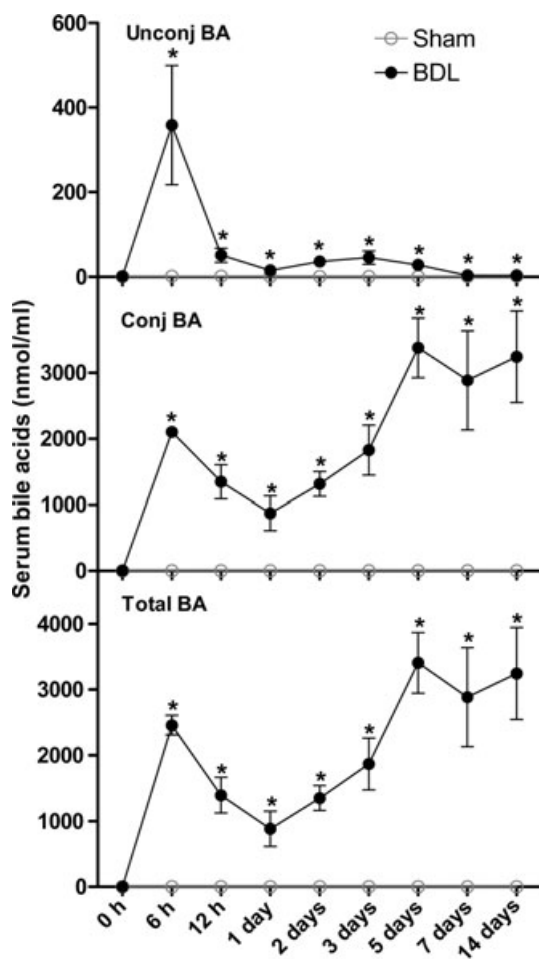 Serum bile acids (nmol/ml)
Unconj BA
Sham
BDL
600
400
200
0
* * * * * * * *
Conj BA
3000
2000
1000
0
* * * * * * * *
Total BA
4000
3000
2000
1000
0
* * * * * * * *
0 h 6 h 12 h 1 day 2 days 3 days 5 days 7 days 14 days